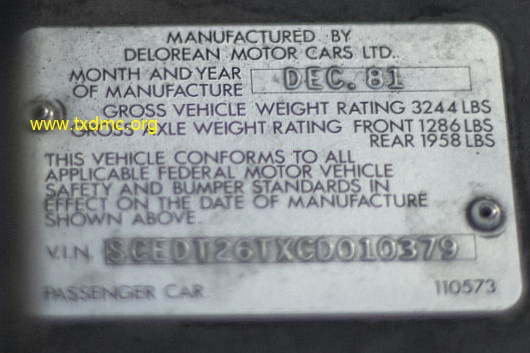 MANUFACTURED BY
DELOREAN MOTOR CARS LTD.
MONTH AND YEAR
OF MANUFACTURE DEC. 81
GROSS VEHICLE WEIGHT RATING 3244 LBS
www.txdmc.org
GROSS AXLE WEIGHT RATING FRONT 1286 LBS
REAR 1958 LBS
THIS VEHICLE CONFORMS TO ALL
APPLICABLE FEDERAL MOTOR VEHICLE
SAFETY AND BUMPER STANDARDS IN
EFFECT ON THE DATE OF MANUFACTURE
SHOWN ABOVE.
V.I.N. SCEDT26TXCD010379
PASSENGER CAR 110573